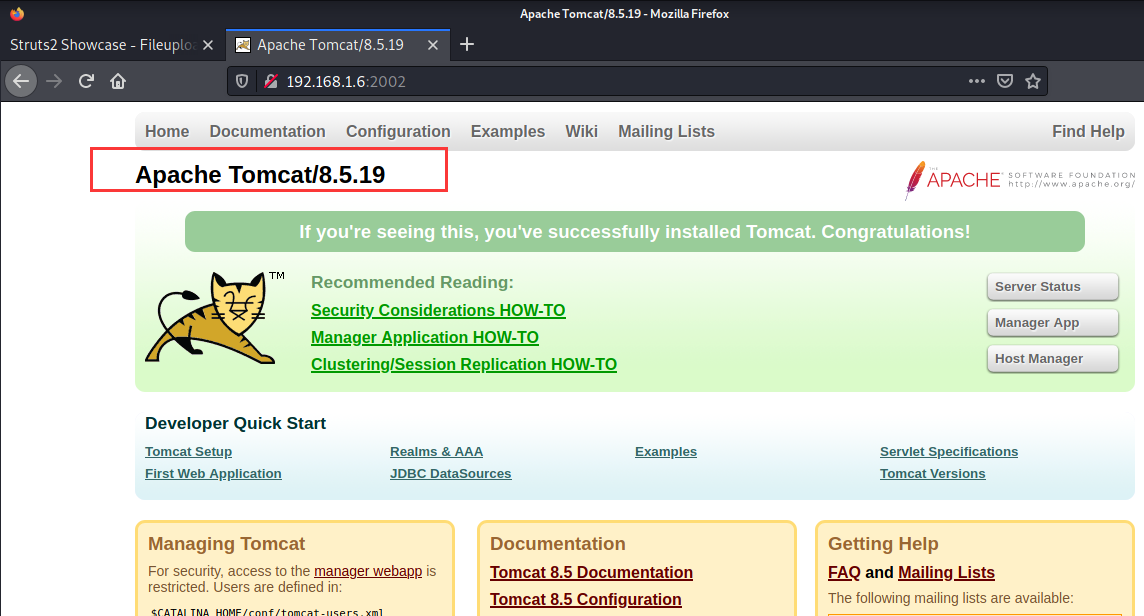 Apache Tomcat/8.5.19 - Mozilla Firefox
Struts2 Showcase - Fileuplo
Apache Tomcat/8.5.19
192.168.1.6:2002
Home Documentation Configuration Examples Wiki Mailing Lists Find Help
Apache Tomcat/8.5.19
THE
APACHE SOFTWARE FOUNDATION
http://www.apache.org/
If you're seeing this, you've successfully installed Tomcat. Congratulations!
TM
Recommended Reading:
Security Considerations HOW-TO
Manager Application HOW-TO
Clustering/Session Replication HOW-TO
Server Status
Manager App
Host Manager
Developer Quick Start
Tomcat Setup Realms & AAA Examples Servlet Specifications
First Web Application JDBC DataSources Tomcat Versions
Managing Tomcat
For security, access to the manager webapp is
restricted. Users are defined in:
$CATALINA_HOME/conf/tomcat-users.xml
Documentation
Tomcat 8.5 Documentation
Tomcat 8.5 Configuration
Getting Help
FAQ and Mailing Lists
The following mailing lists are available: